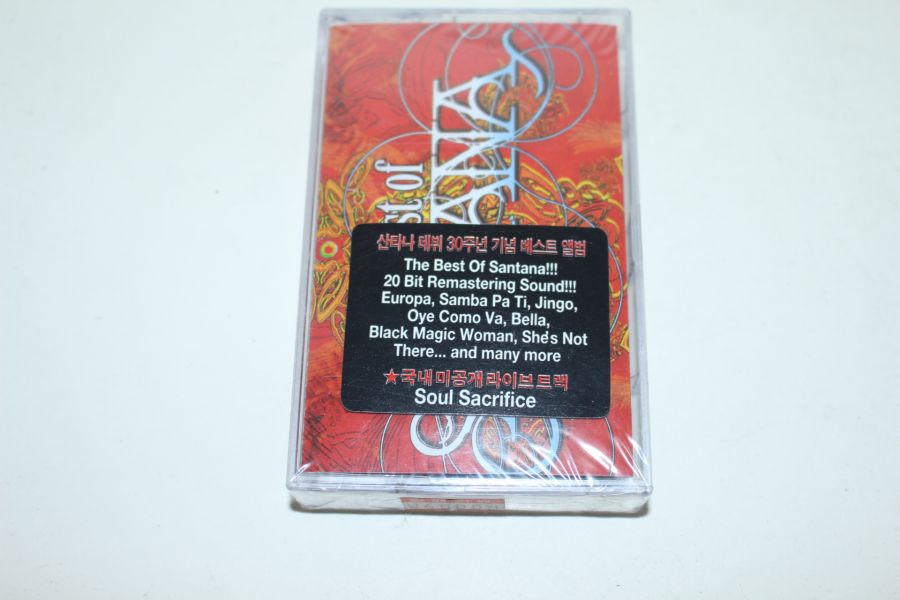 st of
산타나 데뷔 30주년 기념 베스트 앨범
The Best Of Santana!!!
20 Bit Remastering Sound!!!
Europa, Samba Pa Ti, Jingo,
Oye Como Va, Bella,
Black Magic Woman, She's Not
There... and many more
★국내 미공개 라이브 트랙
Soul Sacrifice